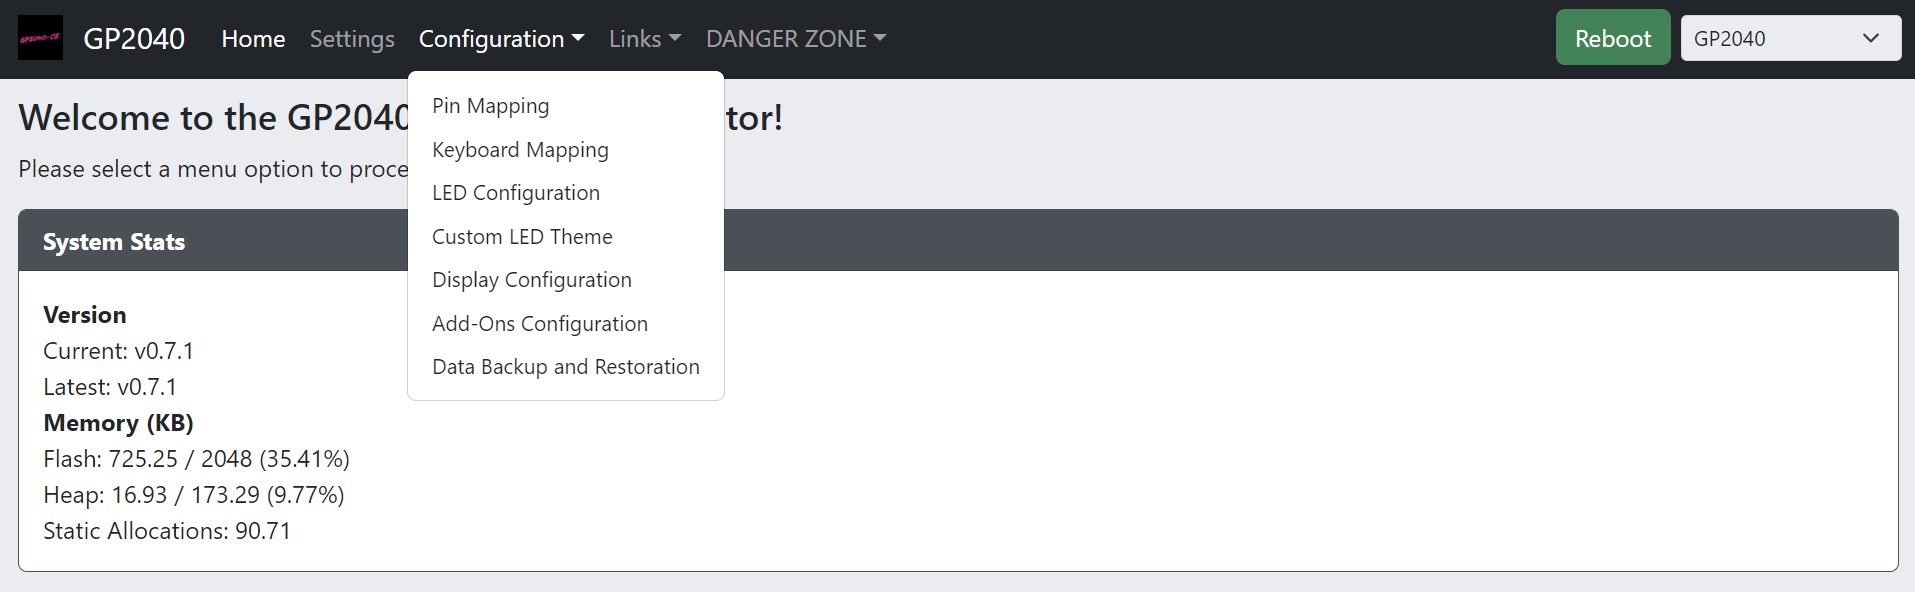 GP2040-CE
GP2040 Home Settings Configuration Links DANGER ZONE Reboot GP2040
Pin Mapping
Keyboard Mapping
LED Configuration
Custom LED Theme
Display Configuration
Add-Ons Configuration
Data Backup and Restoration
Welcome to the GP2040 tor!
Please select a menu option to proce
System Stats
Version
Current: v0.7.1
Latest: v0.7.1
Memory (KB)
Flash: 725.25 / 2048 (35.41%)
Heap: 16.93 / 173.29 (9.77%)
Static Allocations: 90.71